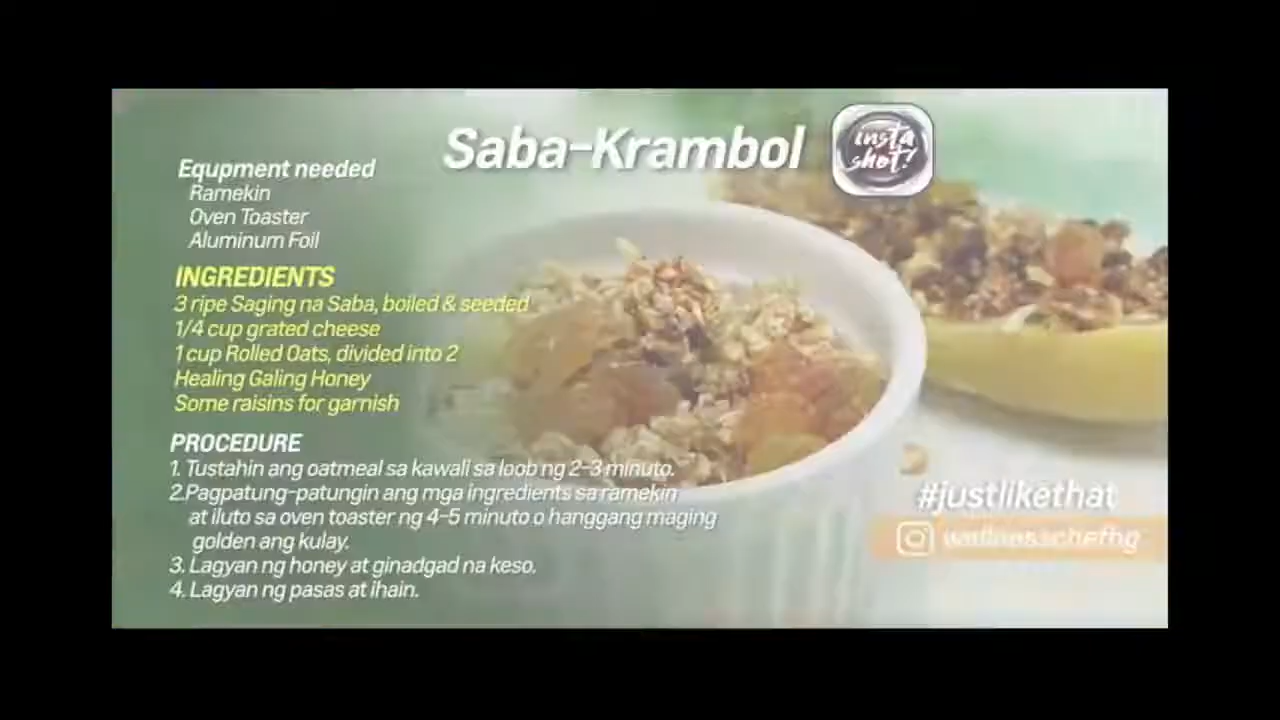 Saba-Krambol
insta
shot!
Equpment needed
Ramekin
Oven Toaster
Aluminum Foil
INGREDIENTS
3 ripe Saging na Saba, boiled & seeded
1/4 cup grated cheese
1 cup Rolled Oats, divided into 2
Healing Galing Honey
Some raisins for garnish
PROCEDURE
1. Tustahin ang oatmeal sa kawali sa loob ng 2-3 minuto.
2.Pagpatung-patungin ang mga ingredients sa ramekin
at iluto sa oven toaster ng 4-5 minuto o hanggang maging
golden ang kulay.
3. Lagyan ng honey at ginadgad na keso.
4. Lagyan ng pasas at ihain.
#justlikethat
wellnesschefhg